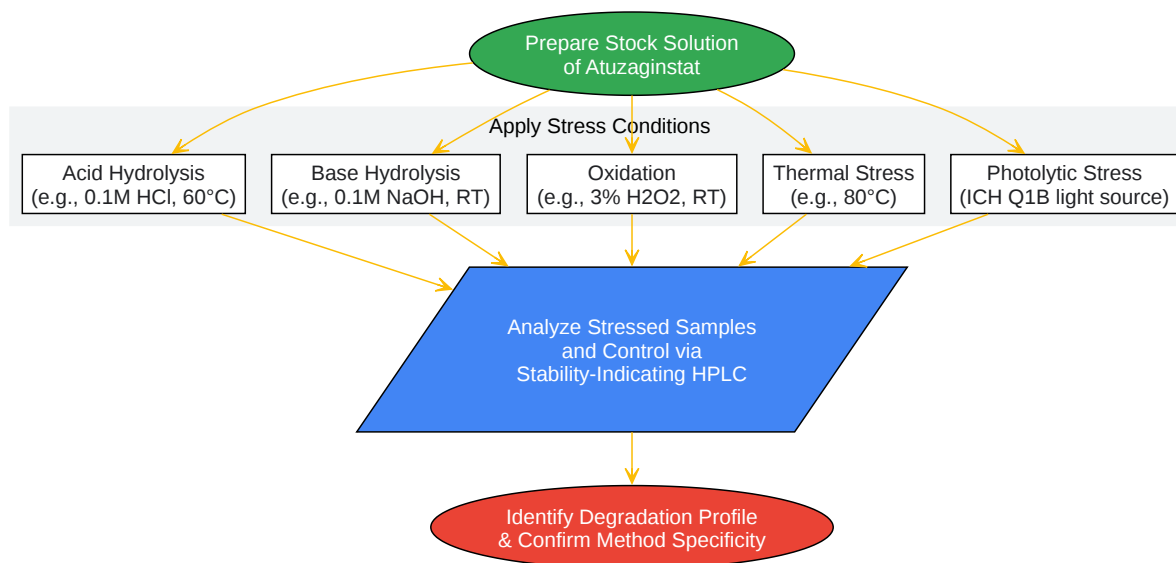 Prepare Stock Solution
of Atuzaginstat
Apply Stress Conditions
Acid Hydrolysis
(e.g., 0.1M HCl, 60°C)
Base Hydrolysis
(e.g., 0.1M NaOH, RT)
Oxidation
(e.g., 3% H2O2, RT)
Thermal Stress
(e.g., 80°C)
Photolytic Stress
(ICH Q1B light source)
Analyze Stressed Samples
and Control via
Stability-Indicating HPLC
Identify Degradation Profile
& Confirm Method Specificity